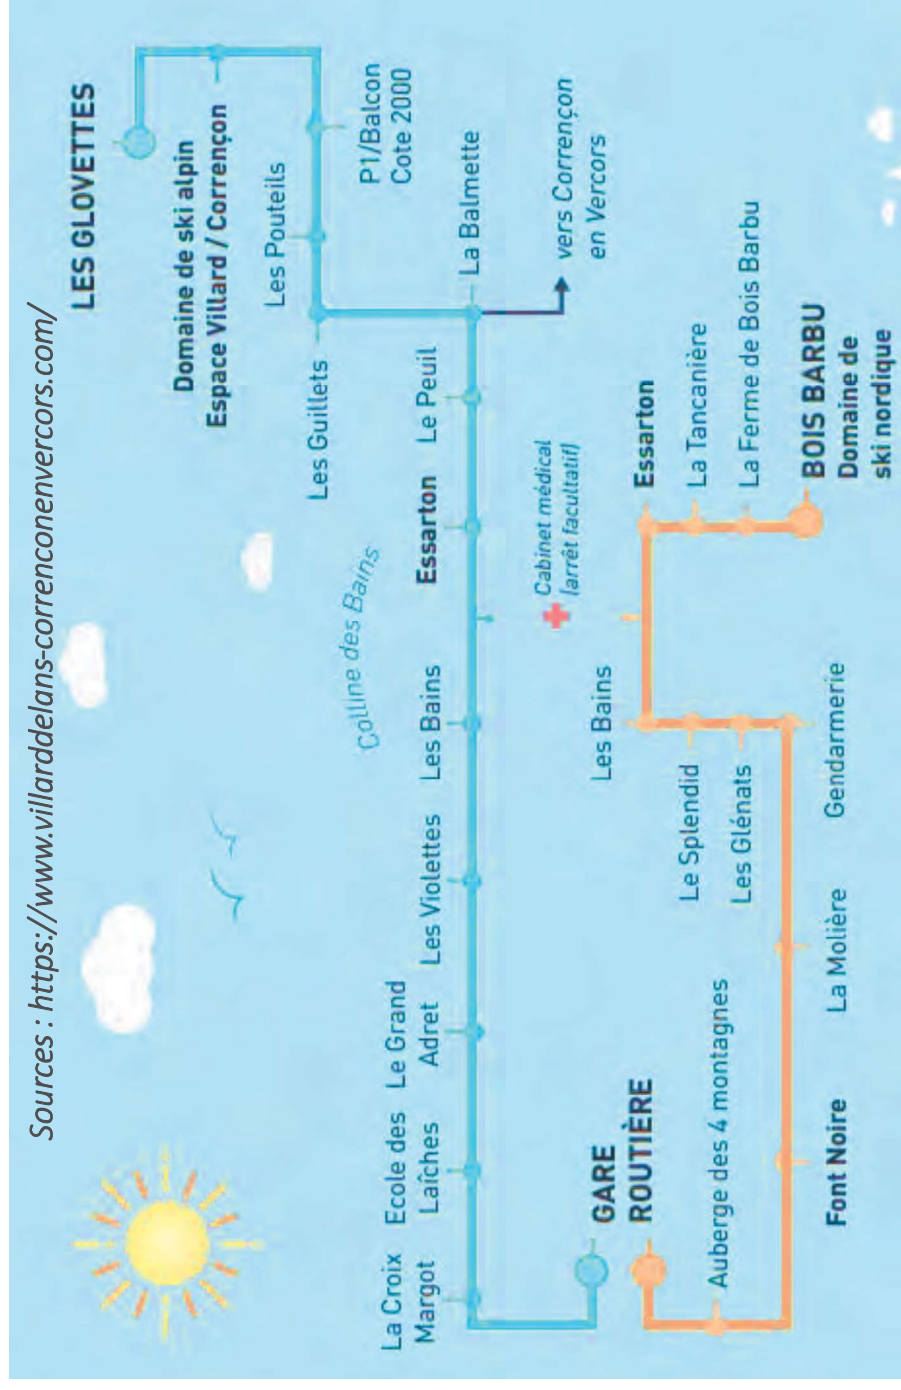 Sources : https://www.villarddelans-correnconenvercors.com/
LES GLOVETTES
Domaine de ski alpin
Espace Villard / Corrençon
Les Pouteils
P1/Balcon
Cote 2000
Les Guillets
La Balmette
vers Corrençon
en Vercors
Le Peuil
Essarton
Cabinet médical
(arrêt facultatif)
Colline des Bains
Les Bains
Les Violettes
Le Grand
Adret
Ecole des
Laîches
La Croix
Margot
GARE
ROUTIÈRE
Auberge des 4 montagnes
Font Noire
La Molière
Gendarmerie
Les Glénats
Le Splendid
Les Bains
Essarton
La Tancanière
La Ferme de Bois Barbu
BOIS BARBU
Domaine de
ski nordique